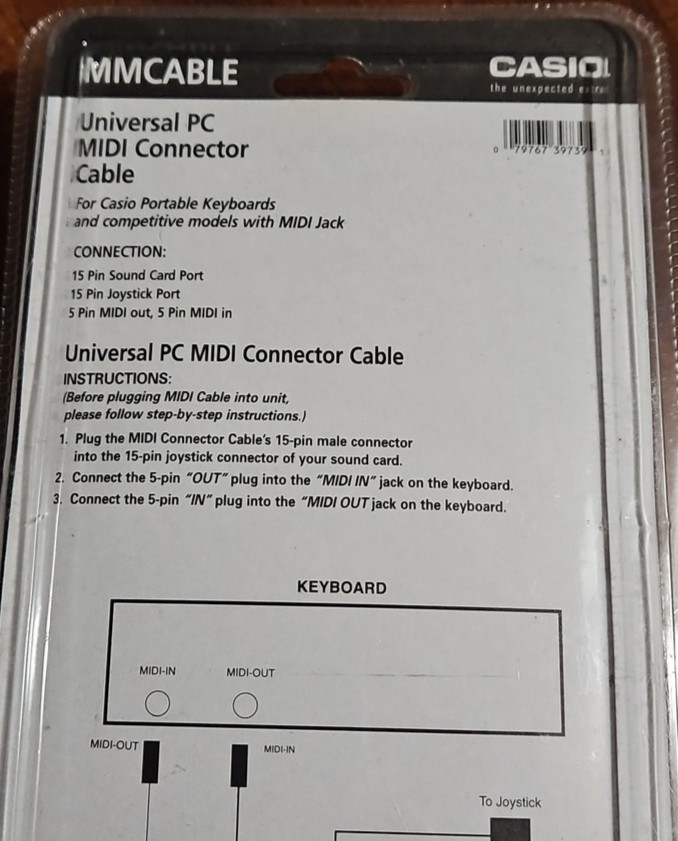 MMCABLE
CASIO
the unexpected extra
Universal PC
MIDI Connector
Cable
0 79767 39739
For Casio Portable Keyboards
and competitive models with MIDI Jack
CONNECTION:
15 Pin Sound Card Port
15 Pin Joystick Port
5 Pin MIDI out, 5 Pin MIDI in
Universal PC MIDI Connector Cable
INSTRUCTIONS:
(Before plugging MIDI Cable into unit,
please follow step-by-step instructions.)
1. Plug the MIDI Connector Cable's 15-pin male connector
into the 15-pin joystick connector of your sound card.
2. Connect the 5-pin "OUT" plug into the "MIDI IN" jack on the keyboard.
3. Connect the 5-pin "IN" plug into the "MIDI OUT jack on the keyboard.
KEYBOARD
MIDI-IN MIDI-OUT
MIDI-OUT MIDI-IN
To Joystick